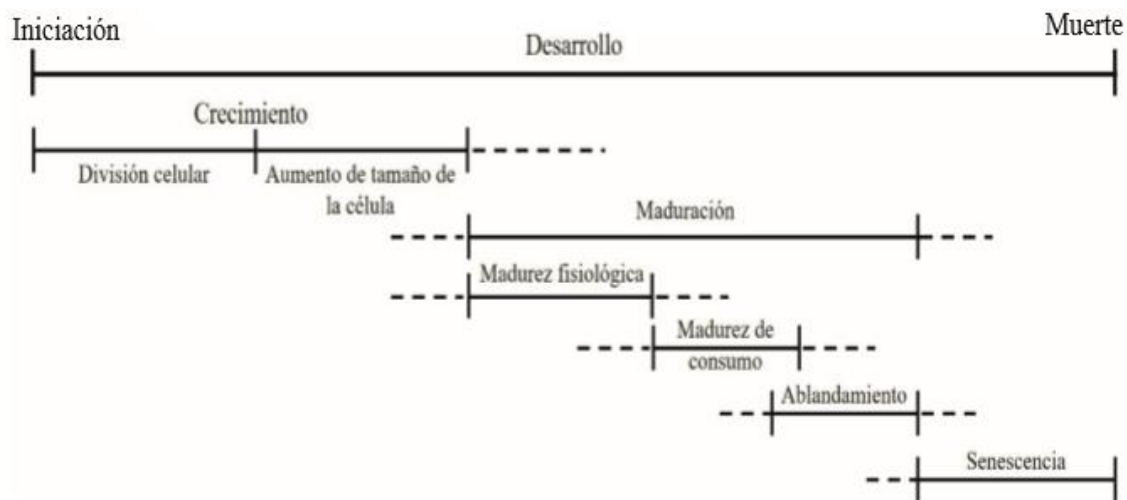 Iniciación
Muerte
Desarrollo
Crecimiento
División celular
Aumento de tamaño de
la célula
Maduración
Madurez fisiológica
Madurez de
consumo
Ablandamiento
Senescencia